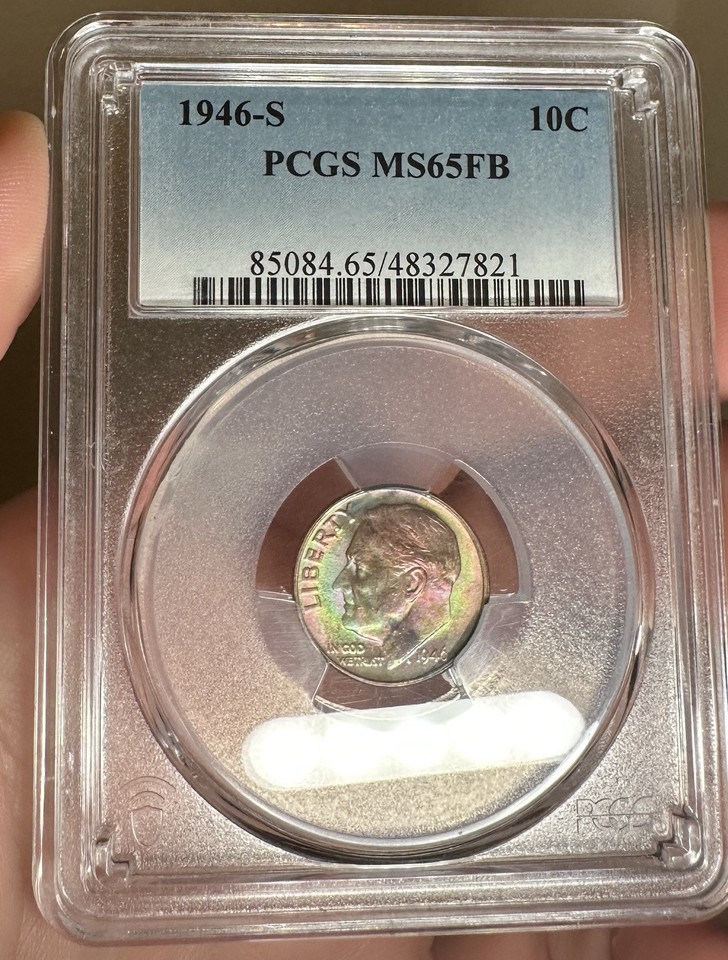 1946-S 10C
PCGS MS65FB
85084.65/48327821
LIBERTY
IN GOD
WE TRUST
1946
PCGS